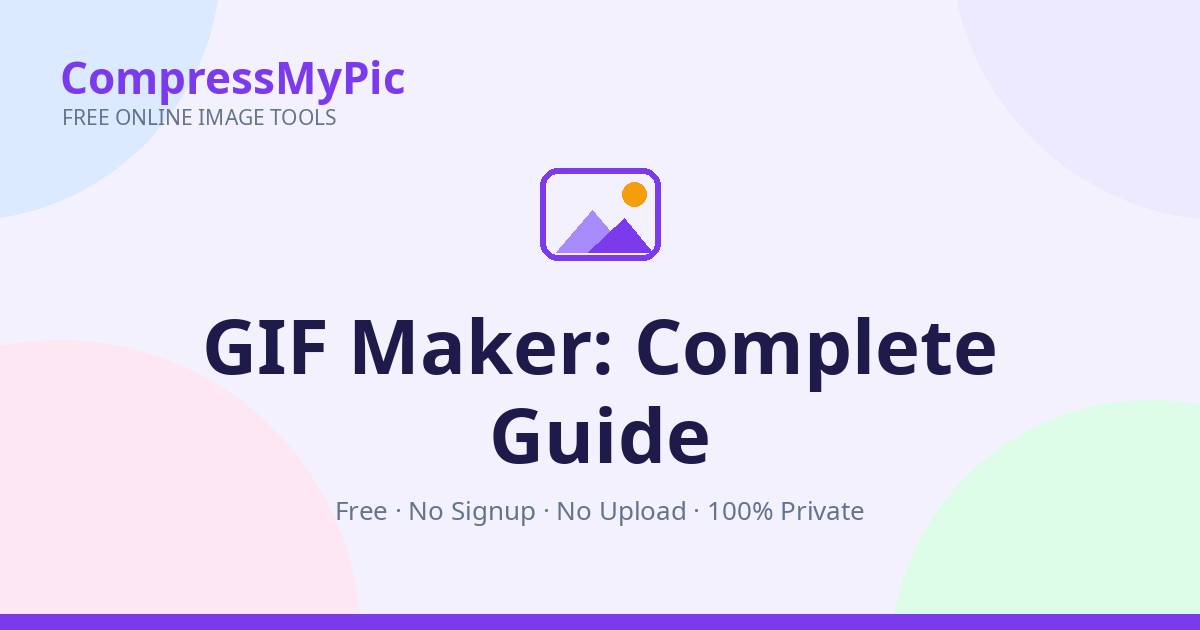 CompressMyPic
FREE ONLINE IMAGE TOOLS
GIF Maker: Complete
Guide
Free · No Signup · No Upload · 100% Private